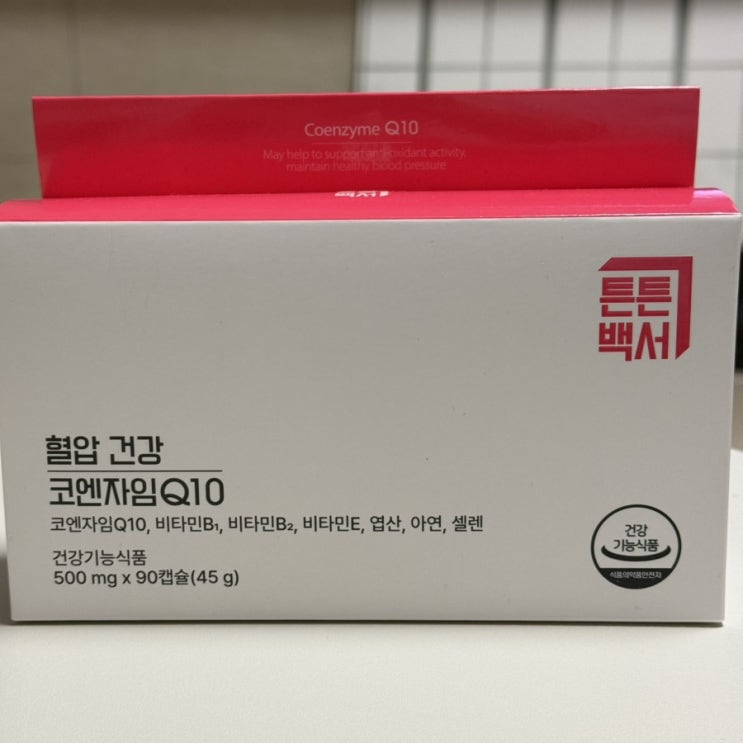 Coenzyme Q10
May help to support antioxidant activity,
maintain healthy blood pressure
백서
튼튼
백서
혈압 건강
코엔자임Q10
코엔자임Q10, 비타민B₁, 비타민B₂, 비타민E, 엽산, 아연, 셀렌
건강기능식품
500 mg x 90캡슐(45 g)
건강
기능식품
식품의약품안전처